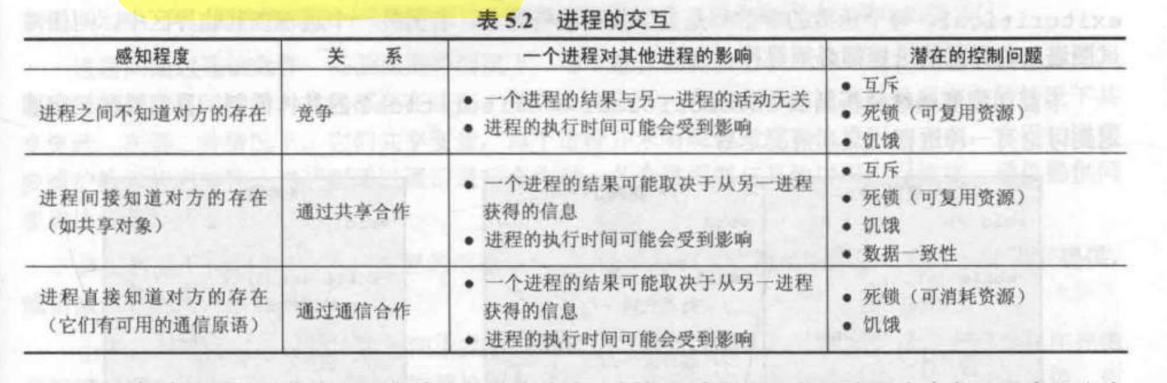 表 5.2 进程的交互
感知程度 关 系 一个进程对其他进程的影响 潜在的控制问题
进程之间不知道对方的存在 竞争
● 一个进程的结果与另一进程的活动无关
● 进程的执行时间可能会受到影响
● 互斥
● 死锁（可复用资源）
● 饥饿
进程间接知道对方的存在
（如共享对象）
通过共享合作
● 一个进程的结果可能取决于从另一进程
获得的信息
● 进程的执行时间可能会受到影响
● 互斥
● 死锁（可复用资源）
● 饥饿
● 数据一致性
进程直接知道对方的存在
（它们有可用的通信原语）
通过通信合作
● 一个进程的结果可能取决于从另一进程
获得的信息
● 进程的执行时间可能会受到影响
● 死锁（可消耗资源）
● 饥饿